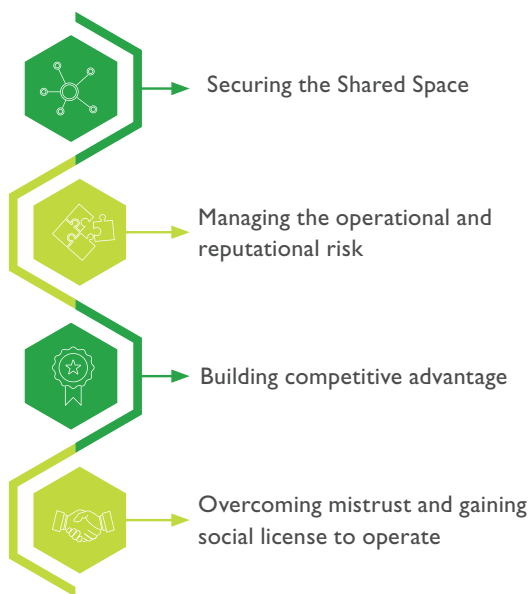 Securing the Shared Space
Managing the operational and
reputational risk
Building competitive advantage
Overcoming mistrust and gaining
social license to operate